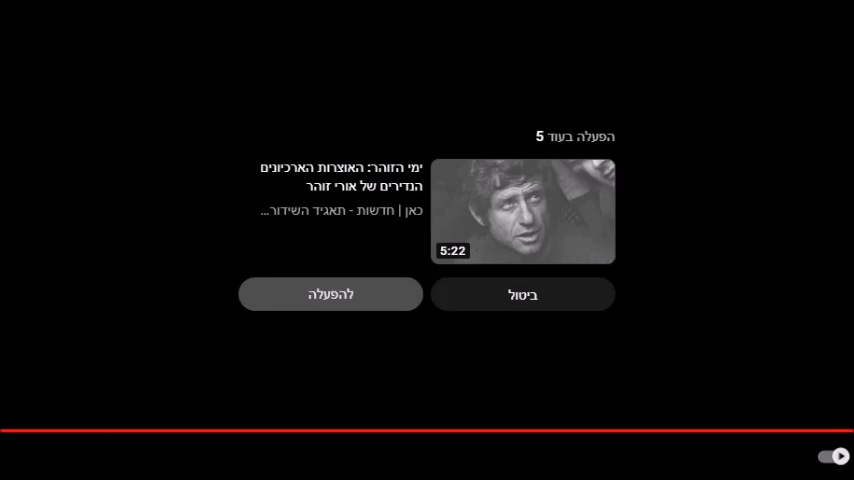 הפעלה בעוד 5
ימי הזוהר: האוצרות הארכיונים
הנדירים של אורי זוהר
כאן | חדשות - תאגיד השידור...
5:22
ביטול
להפעלה